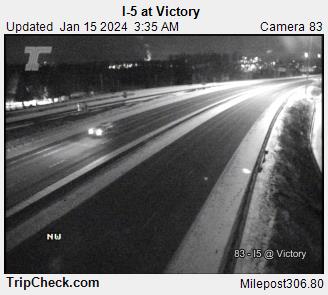 I-5 at Victory
Updated Jan 15 2024 3:35 AM Camera 83
T
NW
83 - I5 @ Victory
TripCheck.com Milepost306.80